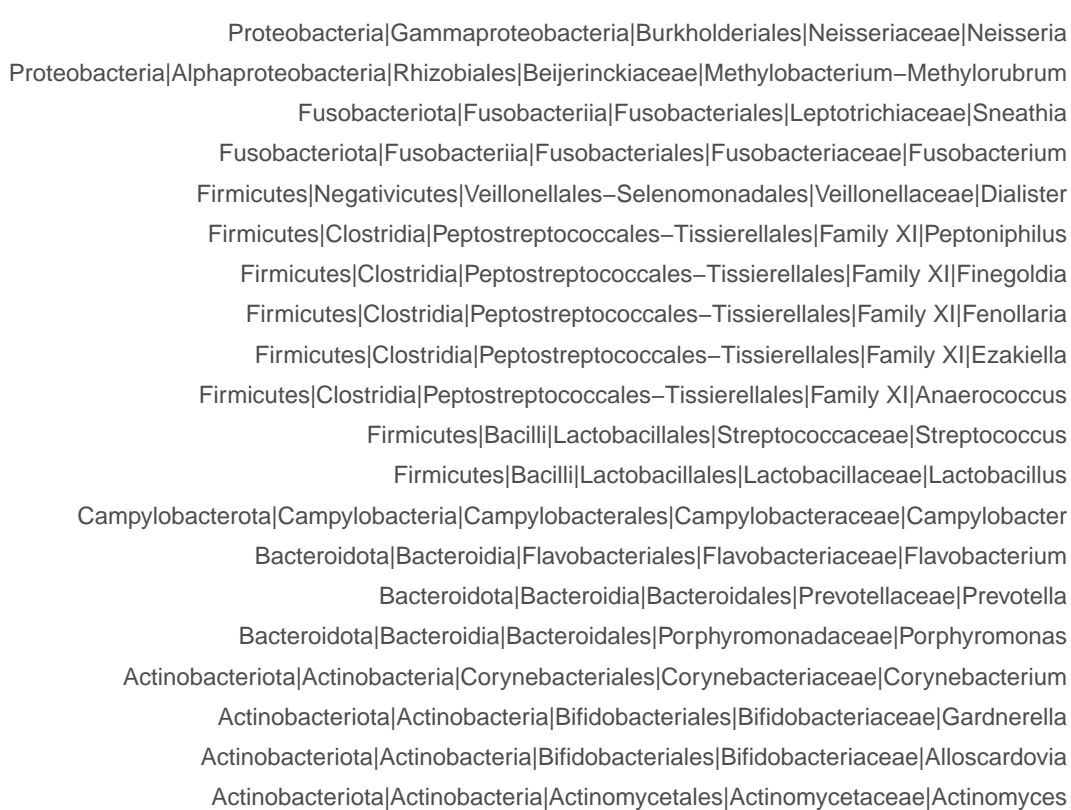 Proteobacteria|Gammaproteobacteria|Burkholderiales|Neisseriaceae|Neisseria
Proteobacteria|Alphaproteobacteria|Rhizobiales|Beijerinckiaceae|Methylobacterium−Methylorubrum
Fusobacteriota|Fusobacteriia|Fusobacteriales|Leptotrichiaceae|Sneathia
Fusobacteriota|Fusobacteriia|Fusobacteriales|Fusobacteriaceae|Fusobacterium
Firmicutes|Negativicutes|Veillonellales−Selenomonadales|Veillonellaceae|Dialister
Firmicutes|Clostridia|Peptostreptococcales−Tissierellales|Family XI|Peptoniphilus
Firmicutes|Clostridia|Peptostreptococcales−Tissierellales|Family XI|Finegoldia
Firmicutes|Clostridia|Peptostreptococcales−Tissierellales|Family XI|Fenollaria
Firmicutes|Clostridia|Peptostreptococcales−Tissierellales|Family XI|Ezakiella
Firmicutes|Clostridia|Peptostreptococcales−Tissierellales|Family XI|Anaerococcus
Firmicutes|Bacilli|Lactobacillales|Streptococcaceae|Streptococcus
Firmicutes|Bacilli|Lactobacillales|Lactobacillaceae|Lactobacillus
Campylobacterota|Campylobacteria|Campylobacterales|Campylobacteraceae|Campylobacter
Bacteroidota|Bacteroidia|Flavobacteriales|Flavobacteriaceae|Flavobacterium
Bacteroidota|Bacteroidia|Bacteroidales|Prevotellaceae|Prevotella
Bacteroidota|Bacteroidia|Bacteroidales|Porphyromonadaceae|Porphyromonas
Actinobacteriota|Actinobacteria|Corynebacteriales|Corynebacteriaceae|Corynebacterium
Actinobacteriota|Actinobacteria|Bifidobacteriales|Bifidobacteriaceae|Gardnerella
Actinobacteriota|Actinobacteria|Bifidobacteriales|Bifidobacteriaceae|Alloscardovia
Actinobacteriota|Actinobacteria|Actinomycetales|Actinomycetaceae|Actinomyces